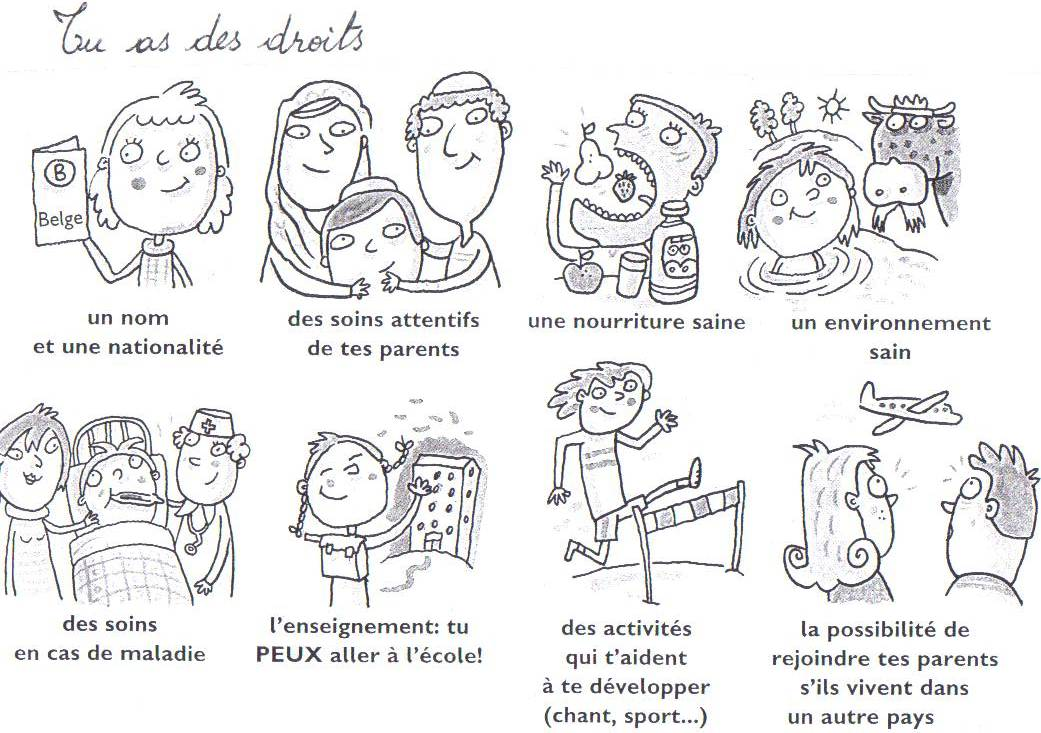 Tu as des droits
B
Belge
un nom
et une nationalité
des soins attentifs
de tes parents
une nourriture saine
un environnement
sain
des soins
en cas de maladie
l'enseignement: tu
PEUX aller à l'école!
des activités
qui t'aident
à te développer
(chant, sport...)
la possibilité de
rejoindre tes parents
s'ils vivent dans
un autre pays